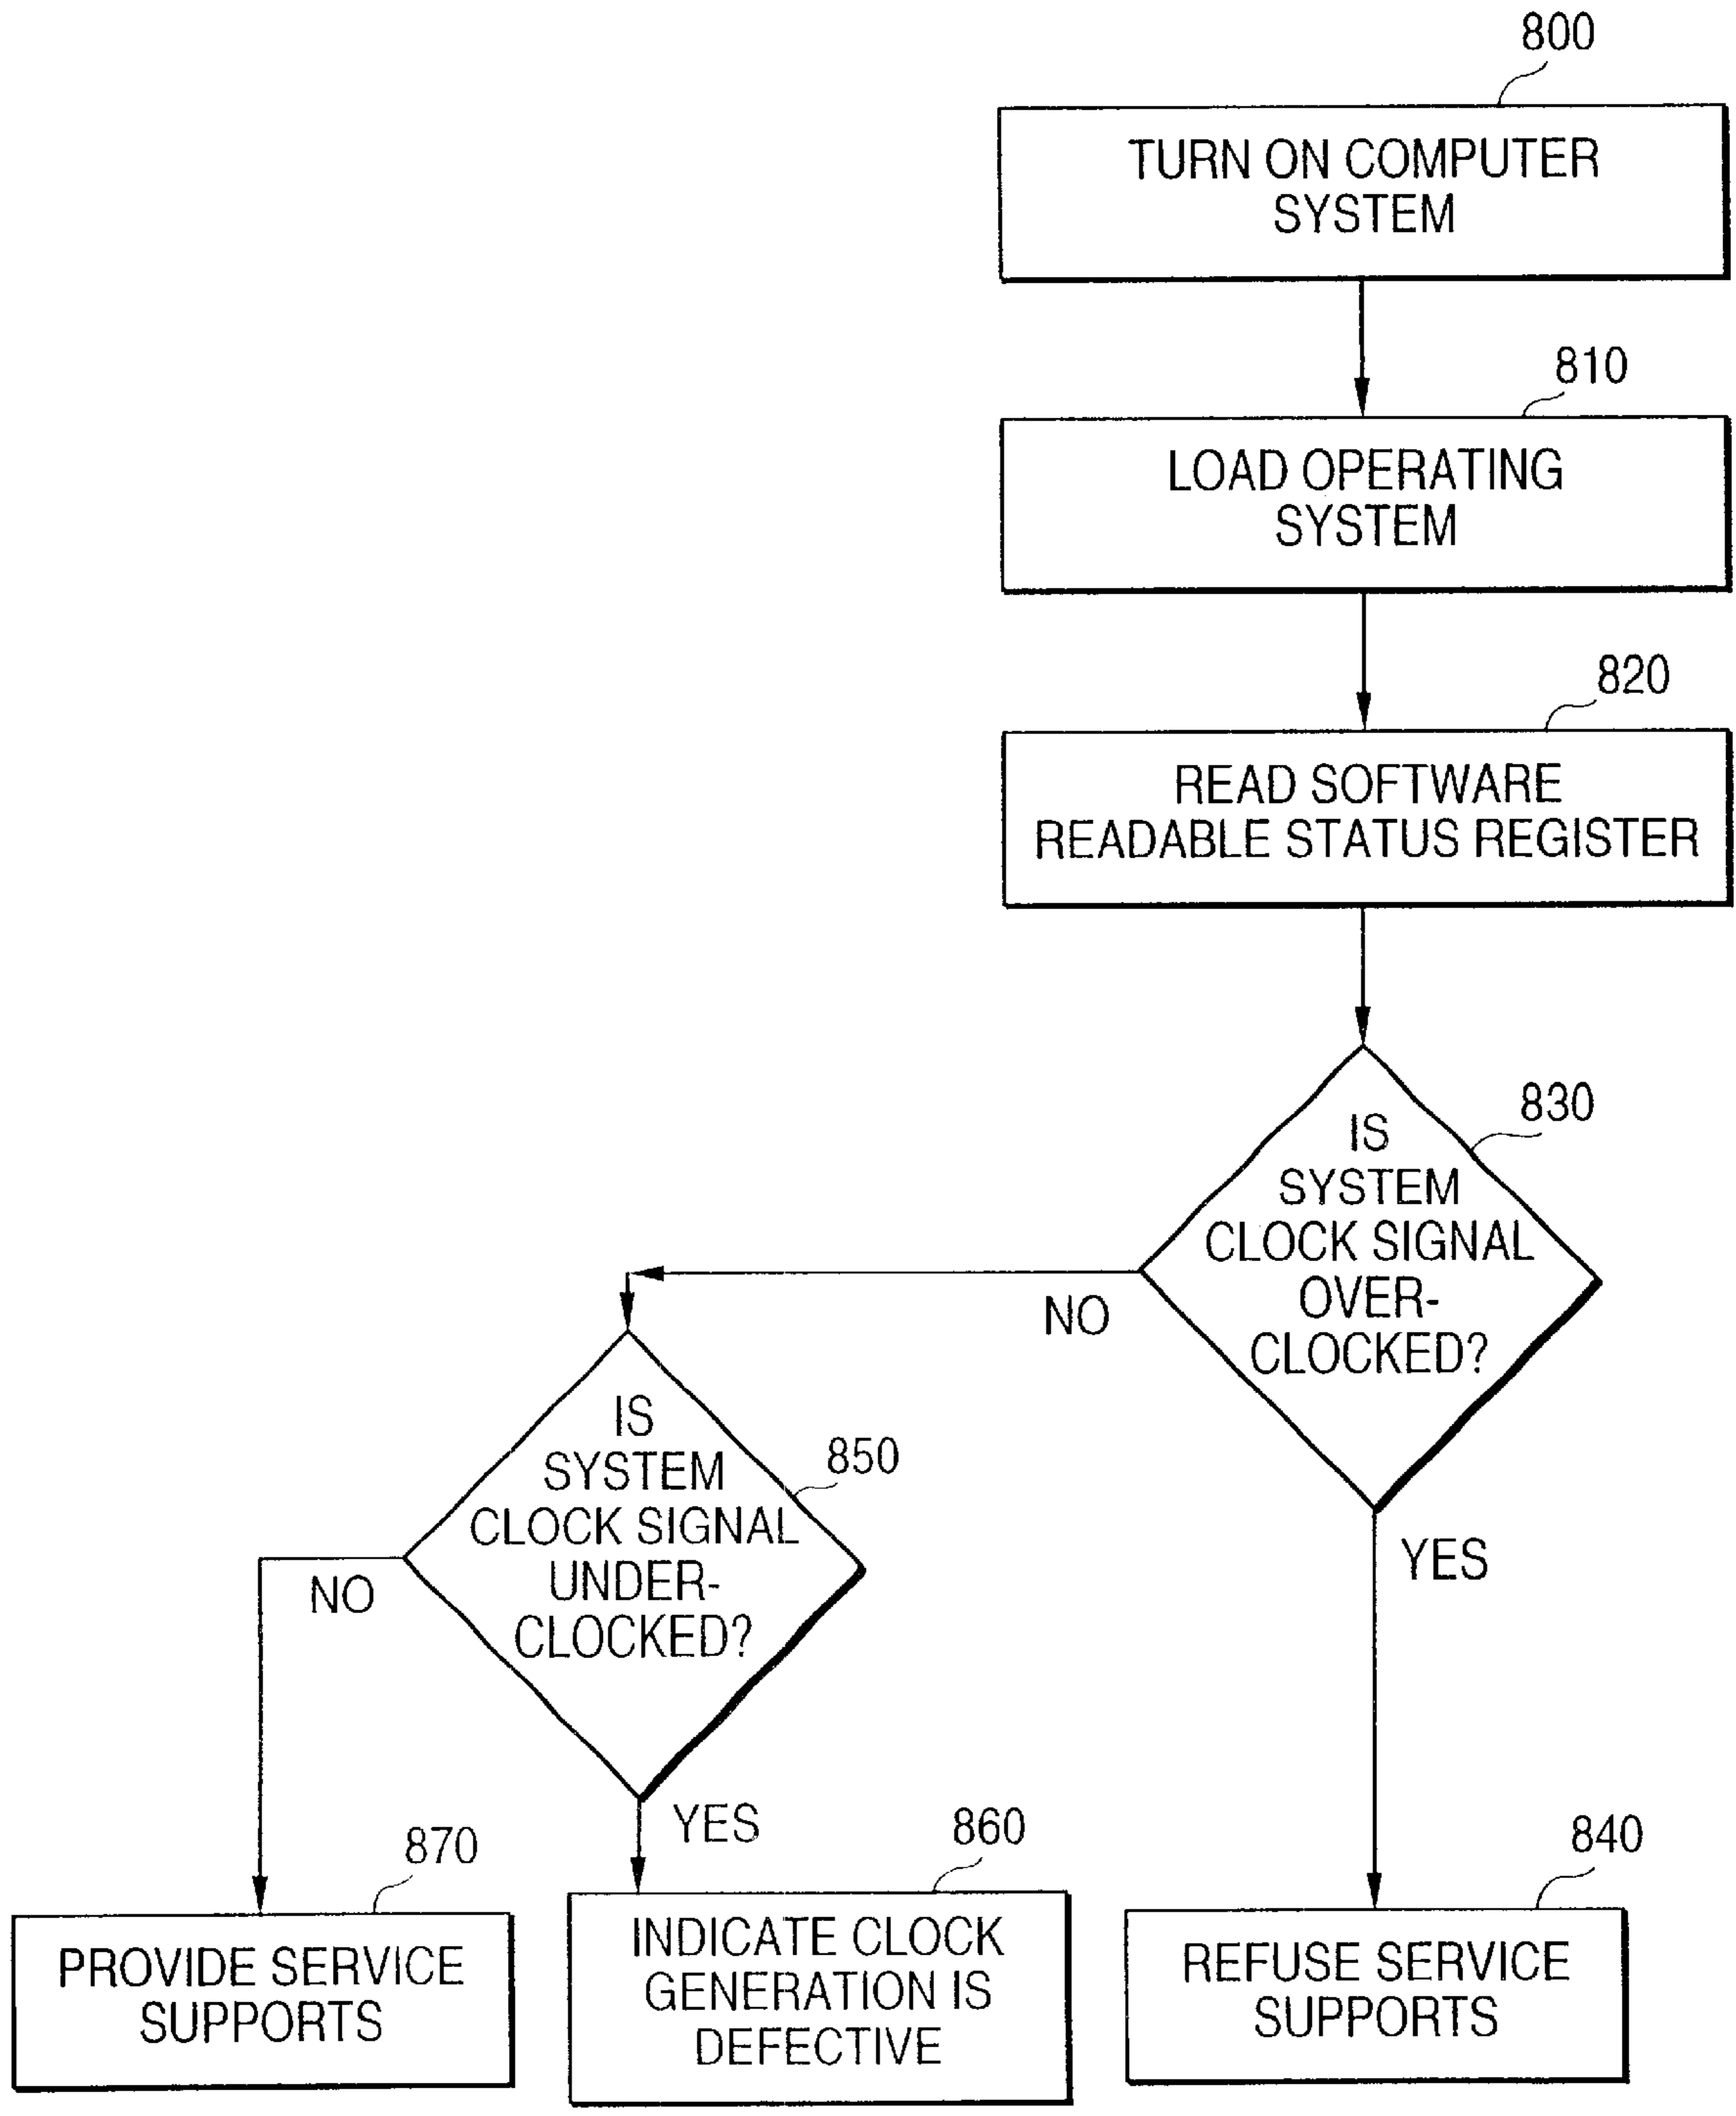 800
TURN ON COMPUTER
SYSTEM
810
LOAD OPERATING
SYSTEM
820
READ SOFTWARE
READABLE STATUS REGISTER
830
IS
SYSTEM
CLOCK SIGNAL
OVER-
CLOCKED?
NO
YES
850
IS
SYSTEM
CLOCK SIGNAL
UNDER-
CLOCKED?
NO
YES
870
PROVIDE SERVICE
SUPPORTS
860
INDICATE CLOCK
GENERATION IS
DEFECTIVE
840
REFUSE SERVICE
SUPPORTS